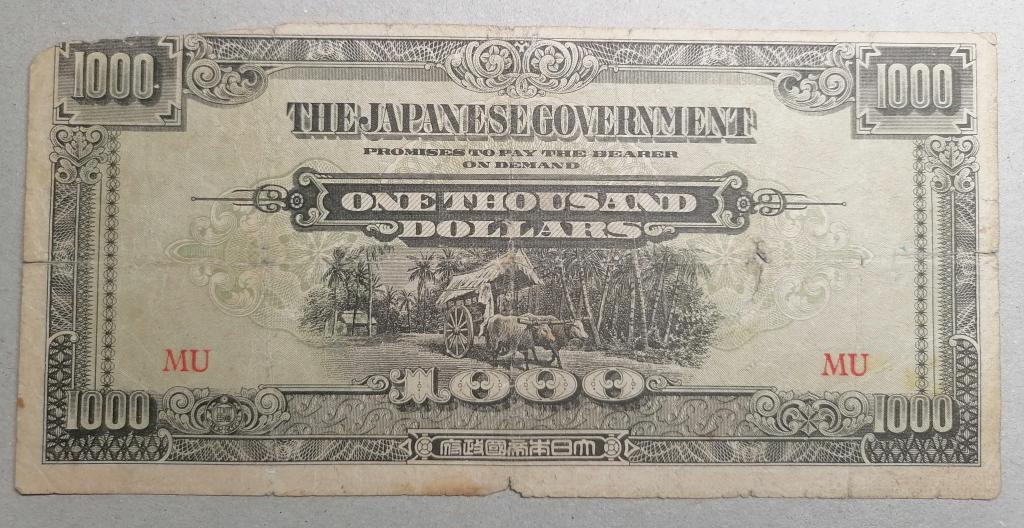 1000 1000
THE JAPANESE GOVERNMENT
PROMISES TO PAY THE BEARER
ON DEMAND
ONE THOUSAND
DOLLARS
MU MU
1000
1000 1000
府政國帝本日大